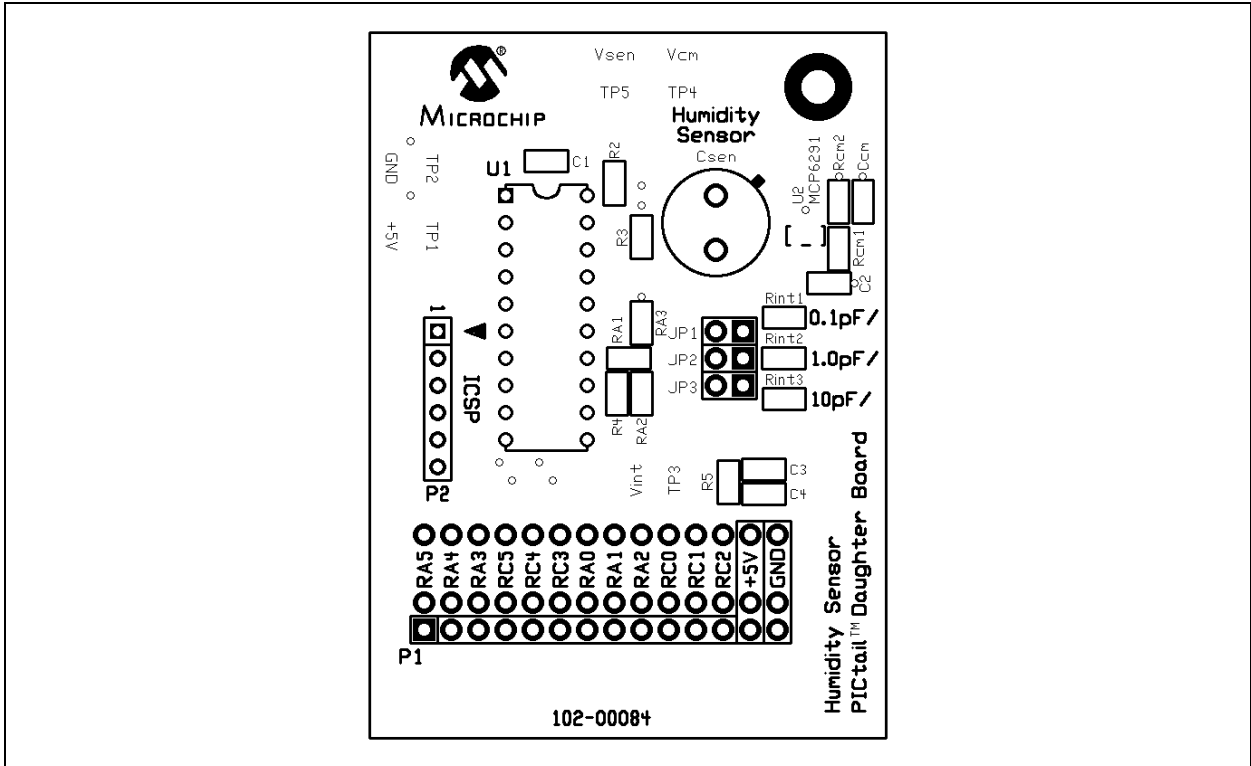 Vsen Vcm
TP5 TP4
®
MICROCHIP
Humidity
Sensor
Csen
GND TP2
+5V TP1
U1
C1
R2
R3
U2
MCP6291
Rcm2
Ccm
Rcm1
C2
1
ICSP
P2
RA1
RA3
R4
RA2
JP1
JP2
JP3
Rint1
0.1pF/
Rint2
1.0pF/
Rint3
10pF/
Vint TP3
R5
C3
C4
RA5 RA4 RA3 RC5 RC4 RC3 RA0 RA1 RA2 RC0 RC1 RC2 +5V GND
P1
Humidity Sensor
PICtail™ Daughter Board
102-00084